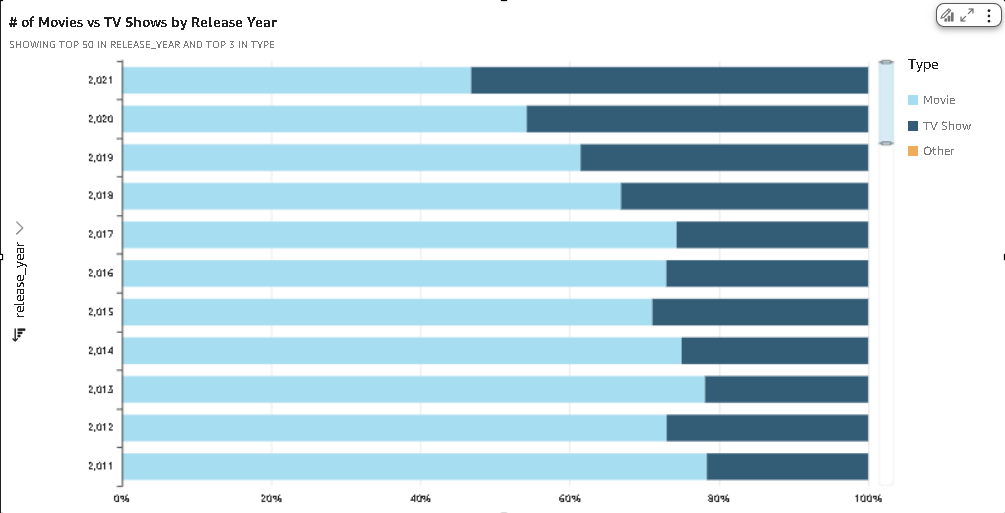 # of Movies vs TV Shows by Release Year
SHOWING TOP 50 IN RELEASE_YEAR AND TOP 3 IN TYPE
Type
Movie
TV Show
Other
release_year
2,021
2,020
2,019
2,018
2,017
2,016
2,015
2,014
2,013
2,012
2,011
0%
20%
40%
60%
80%
100%